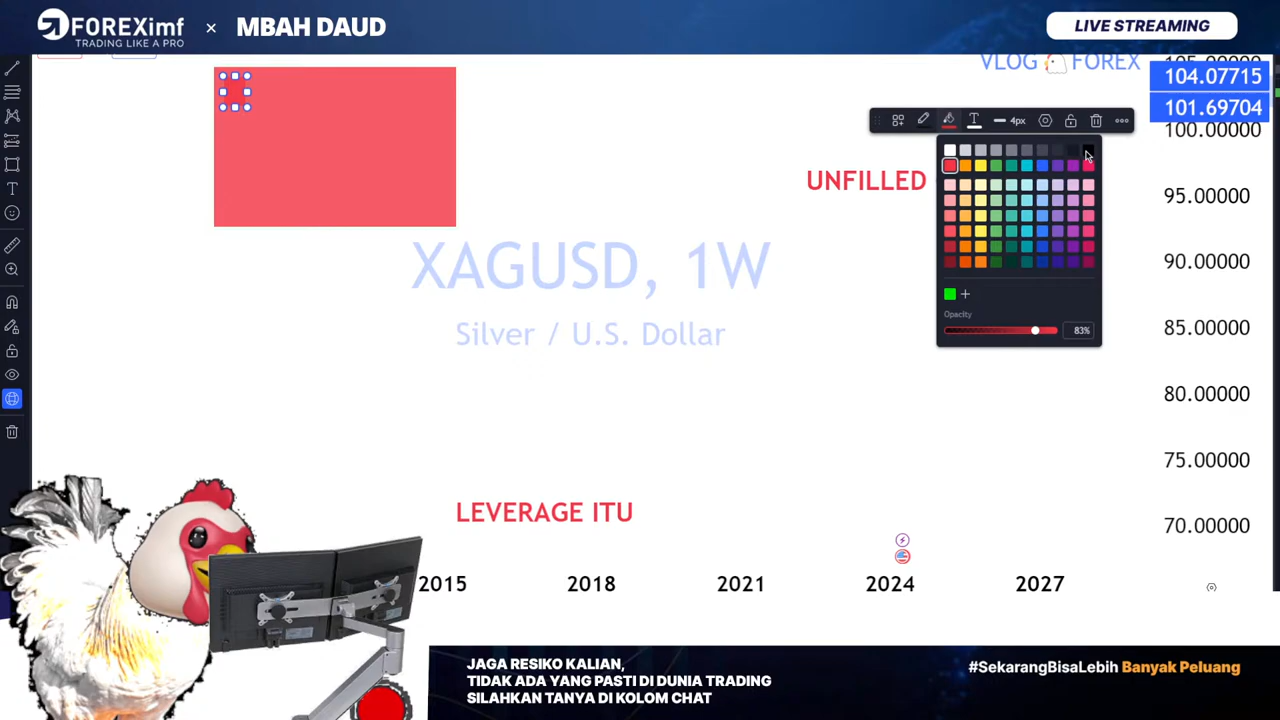 FOREXimf
TRADING LIKE A PRO
×
MBAH DAUD
LIVE STREAMING
VLOG FOREX
104.07715
101.69704
100.00000
4px
UNFILLED
95.00000
XAGUSD, 1W
90.00000
Silver / U.S. Dollar
Opacity
83%
85.00000
80.00000
75.00000
LEVERAGE ITU
70.00000
2015
2018
2021
2024
2027
JAGA RESIKO KALIAN,
TIDAK ADA YANG PASTI DI DUNIA TRADING
SILAHKAN TANYA DI KOLOM CHAT
#SekarangBisaLebih Banyak Peluang